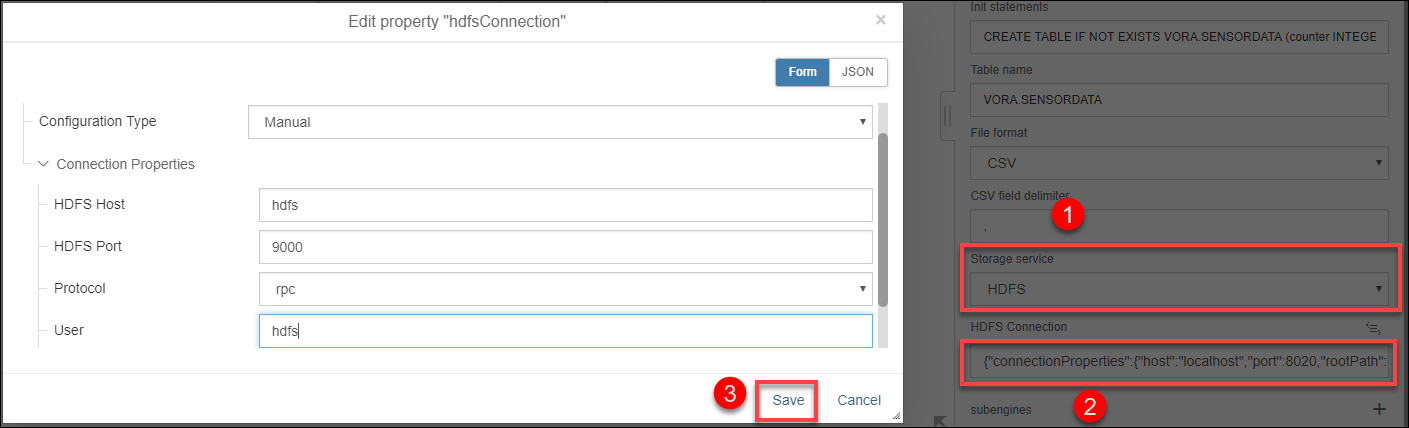 Edit property "hdfsConnection"
×
Form JSON
Configuration Type
Manual
Connection Properties
HDFS Host
hdfs
HDFS Port
9000
Protocol
rpc
User
hdfs
3
Save
Cancel
Init statements
CREATE TABLE IF NOT EXISTS VORA.SENSORDATA (counter INTEGE
Table name
VORA.SENSORDATA
File format
CSV
CSV field delimiter
,
1
Storage service
HDFS
HDFS Connection
{"connectionProperties":{"host":"localhost","port":8020,"rootPath":
2
subengines
+